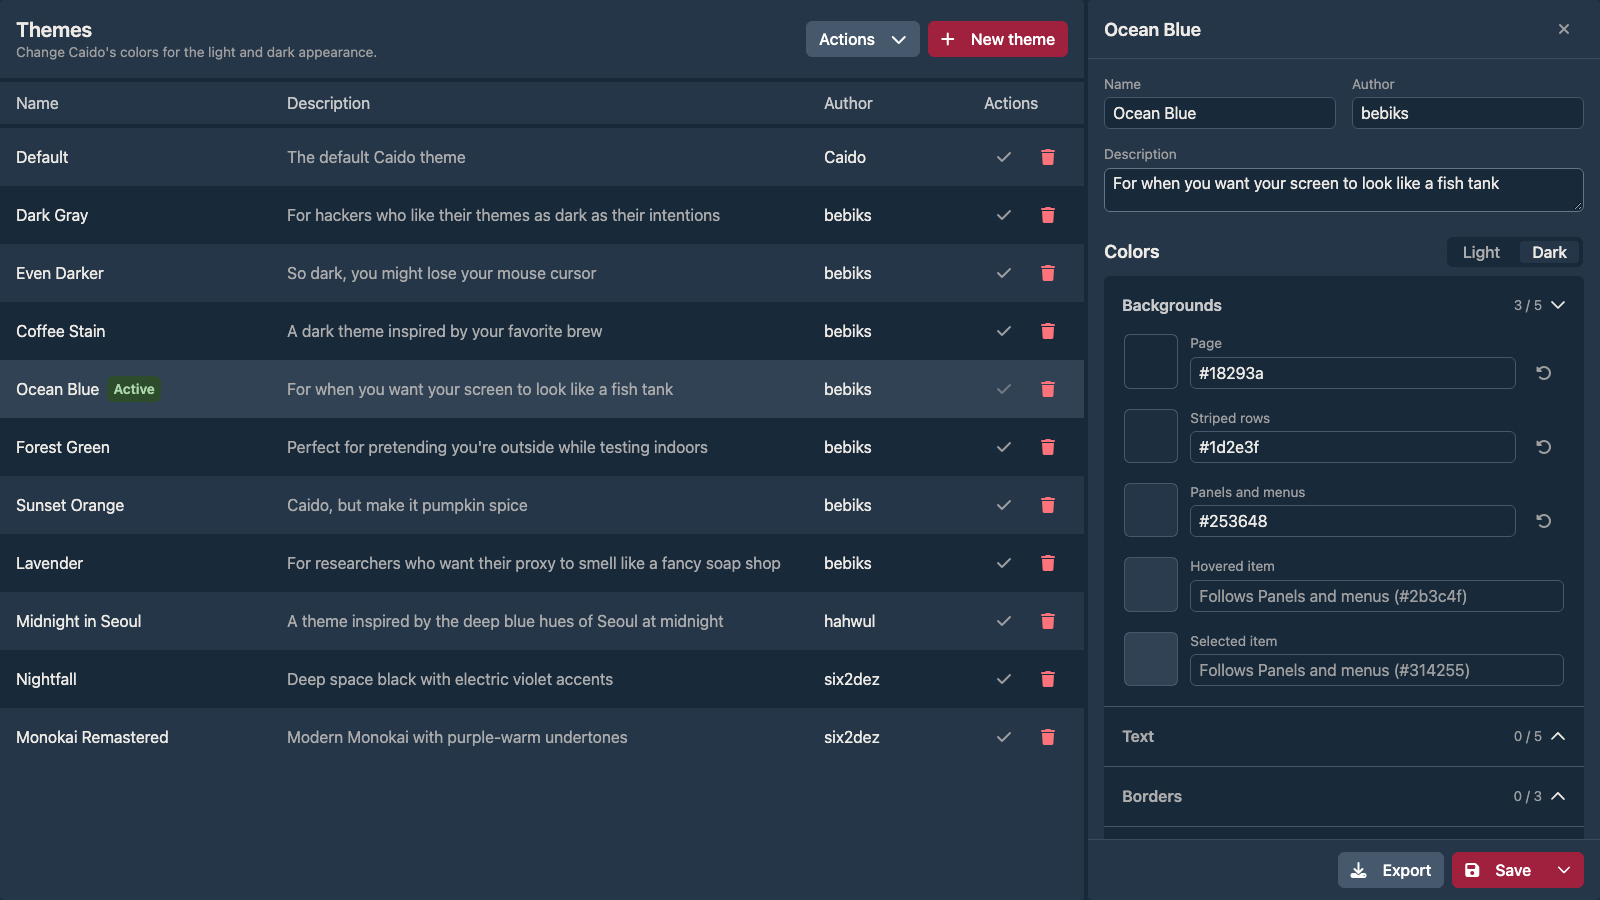 Themes
Change Caido's colors for the light and dark appearance.
Actions
New theme
Name Description Author Actions
Default The default Caido theme Caido
Dark Gray For hackers who like their themes as dark as their intentions bebiks
Even Darker So dark, you might lose your mouse cursor bebiks
Coffee Stain A dark theme inspired by your favorite brew bebiks
Ocean Blue Active For when you want your screen to look like a fish tank bebiks
Forest Green Perfect for pretending you're outside while testing indoors bebiks
Sunset Orange Caido, but make it pumpkin spice bebiks
Lavender For researchers who want their proxy to smell like a fancy soap shop bebiks
Midnight in Seoul A theme inspired by the deep blue hues of Seoul at midnight hahwul
Nightfall Deep space black with electric violet accents six2dez
Monokai Remastered Modern Monokai with purple-warm undertones six2dez
Ocean Blue
Name Author
Ocean Blue bebiks
Description
For when you want your screen to look like a fish tank
Colors Light Dark
Backgrounds 3 / 5
Page
#18293a
Striped rows
#1d2e3f
Panels and menus
#253648
Hovered item
Follows Panels and menus (#2b3c4f)
Selected item
Follows Panels and menus (#314255)
Text 0 / 5
Borders 0 / 3
Export Save